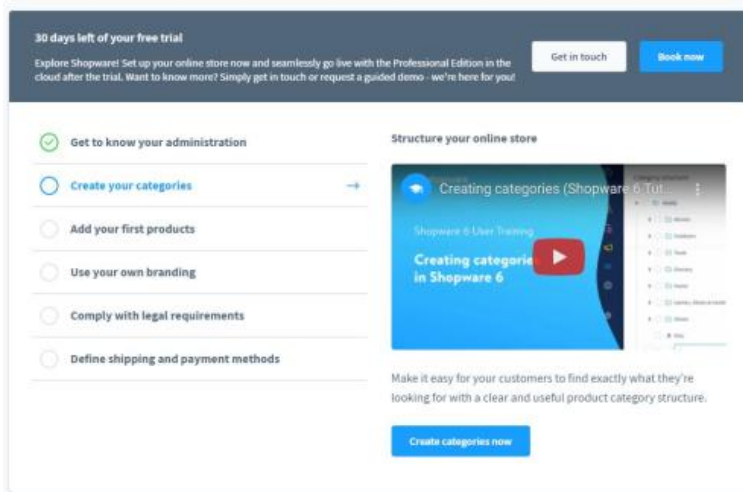 30 days left of your free trial
Explore Shopware! Set up your online store now and seamlessly go live with the Professional Edition in the
cloud after the trial. Want to know more? Simply get in touch or request a guided demo - we're here for you!
Get in touch
Book now
Get to know your administration
Create your categories
Add your first products
Use your own branding
Comply with legal requirements
Define shipping and payment methods
Structure your online store
Creating categories (Shopware 6 Tut...
Shopware 6 User Training
Creating categories
in Shopware 6
Make it easy for your customers to find exactly what they're
looking for with a clear and useful product category structure.
Create categories now